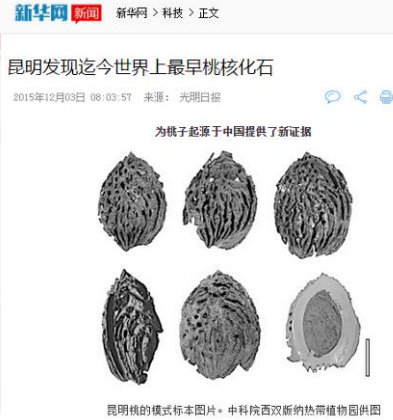 新华网 新闻 新华网 > 科技 > 正文
昆明发现迄今世界上最早桃核化石
2015年12月03日 08:03:57 来源： 光明日报
为桃子起源于中国提供了新证据
昆明桃的模式标本图片。中科院西双版纳热带植物园供图